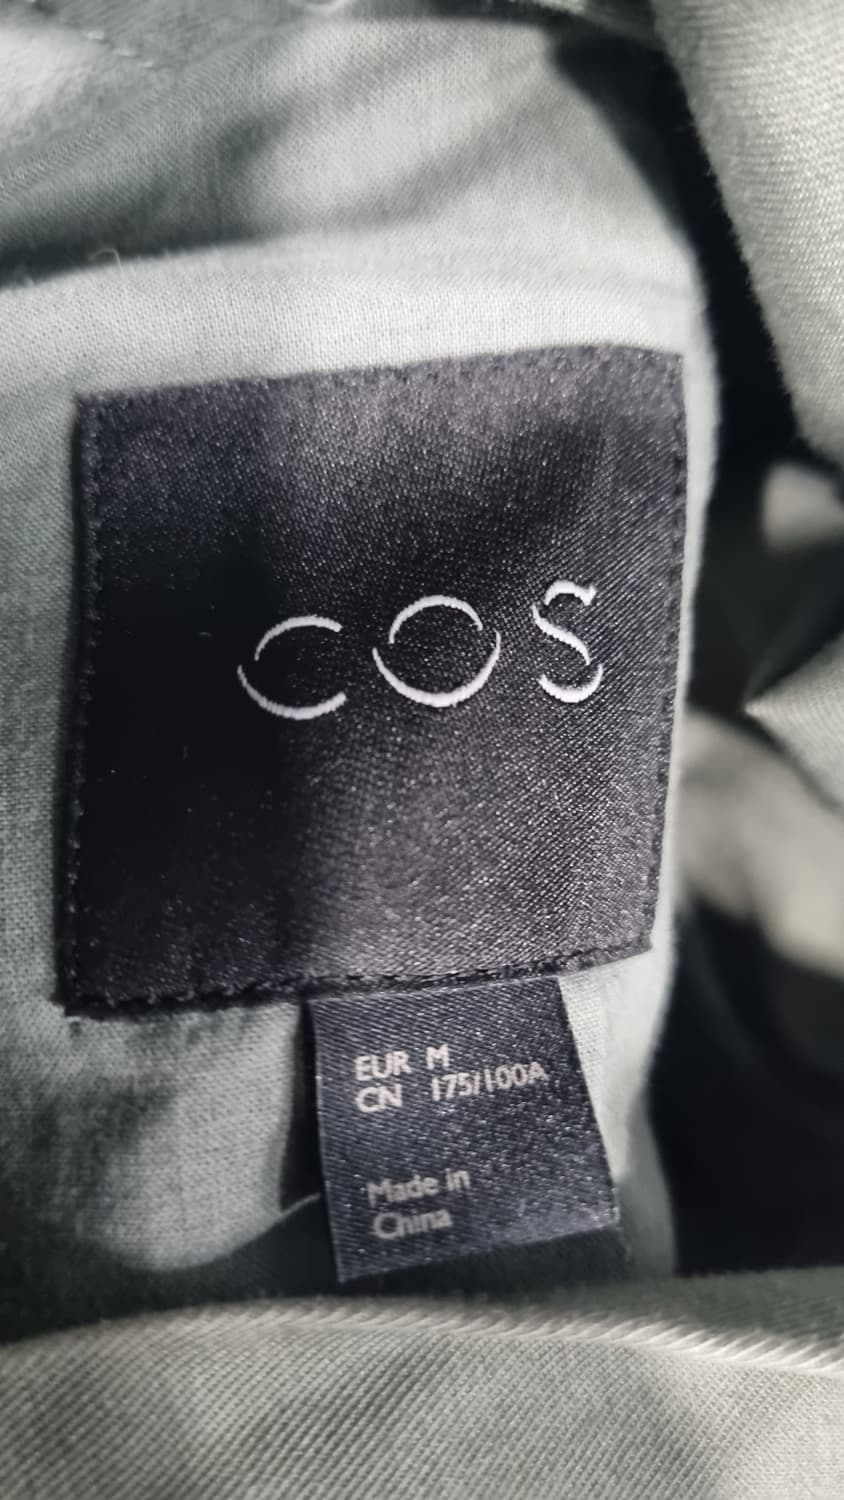 COS
EUR M
CN 175/100A
Made in
China